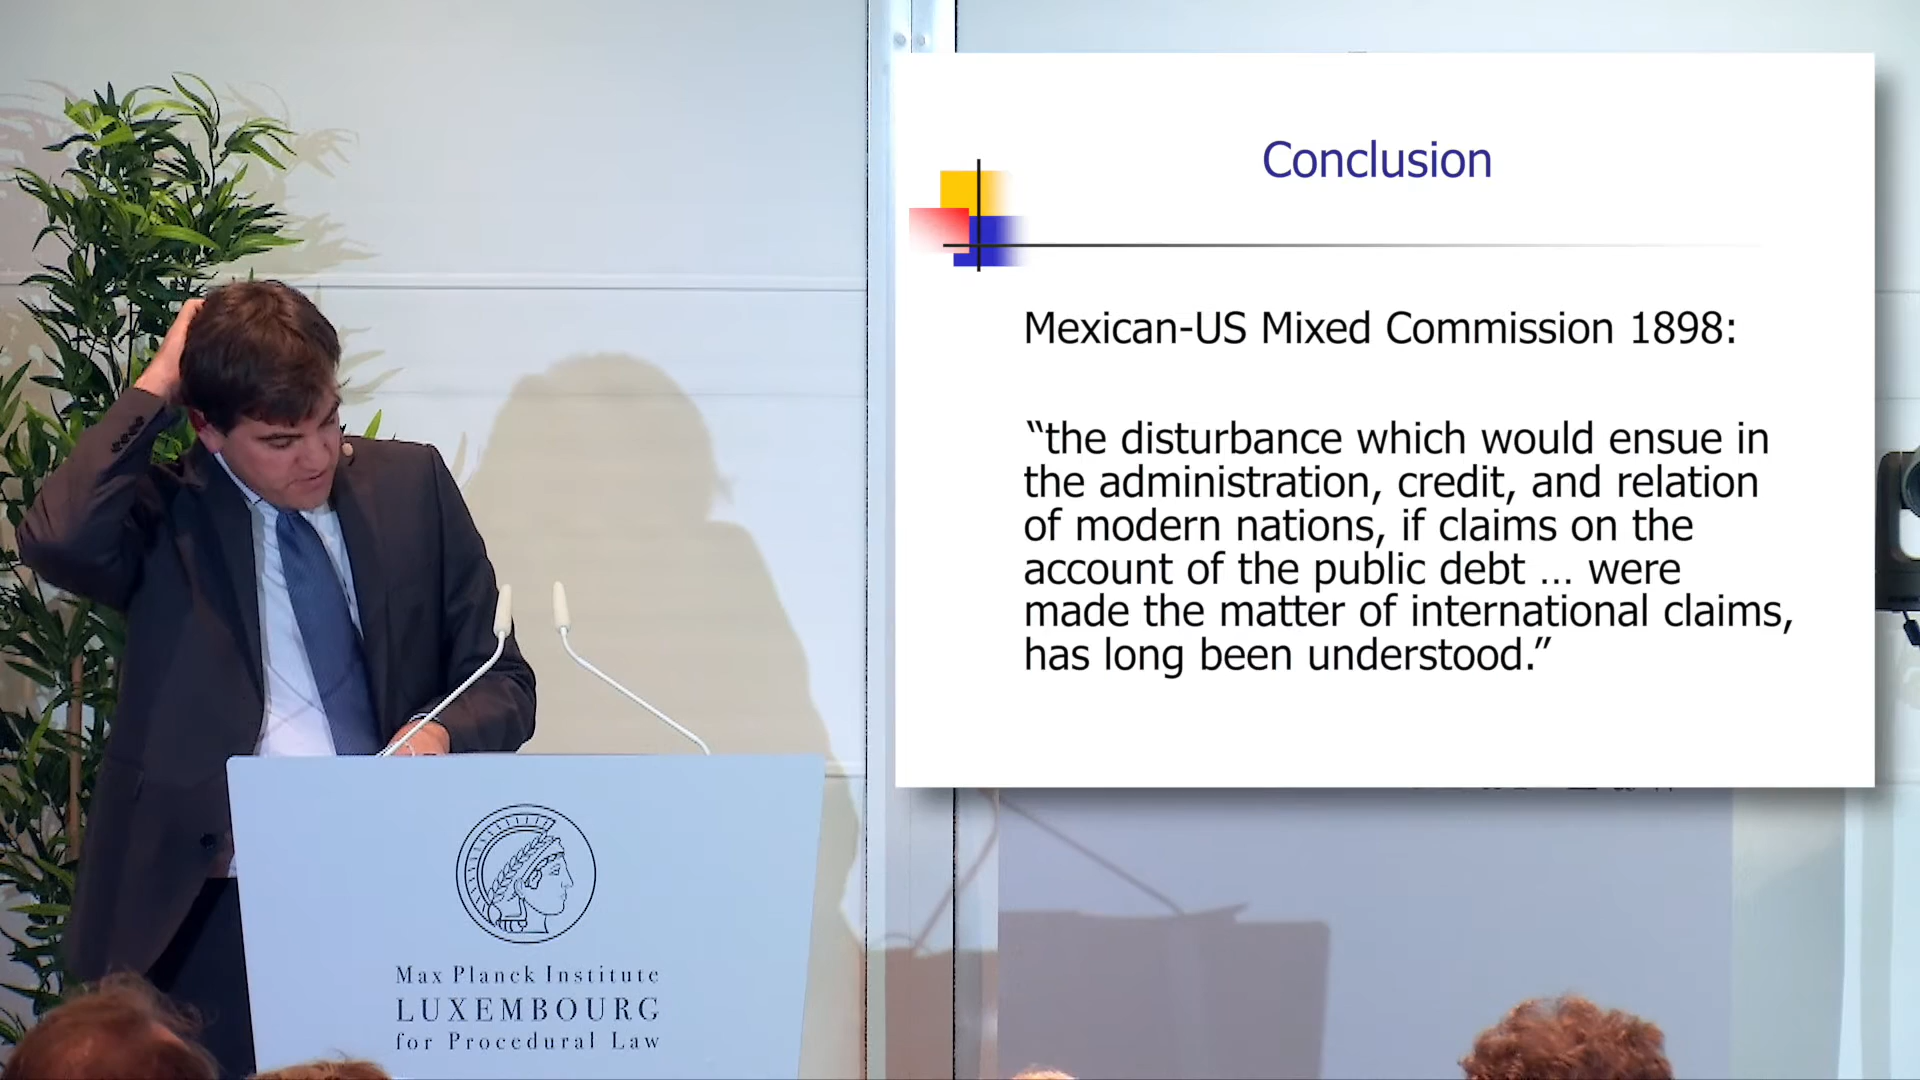 Conclusion
Mexican-US Mixed Commission 1898:
“the disturbance which would ensue in
the administration, credit, and relation
of modern nations, if claims on the
account of the public debt ... were
made the matter of international claims,
has long been understood.”
Max Planck Institute
LUXEMBOURG
for Procedural Law